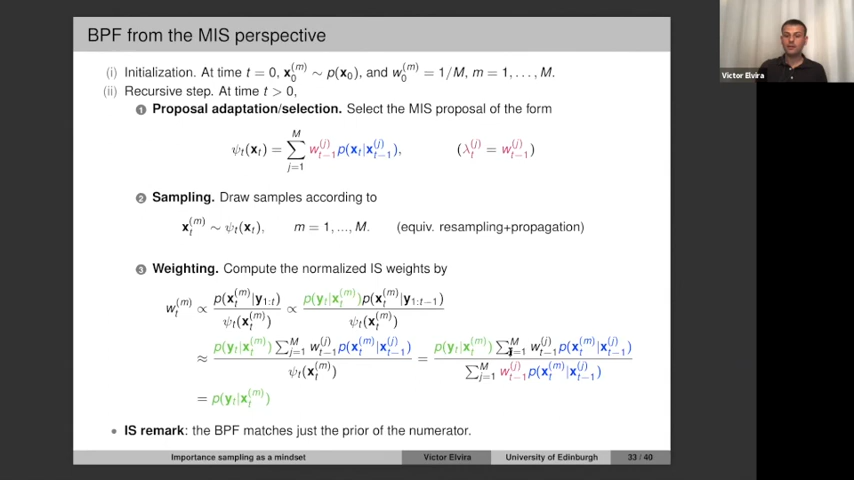 BPF from the MIS perspective
Victor Elvira
(i) Initialization. At time t = 0, x_0^{(m)} ∼ p(x_0), and w_0^{(m)} = 1/M, m = 1, . . . , M.
(ii) Recursive step. At time t > 0,
1 Proposal adaptation/selection. Select the MIS proposal of the form
ψ_t(x_t) = ∑_{j=1}^{M} w_{t−1}^{(j)} p(x_t|x_{t−1}^{(j)}), (λ_t^{(j)} = w_{t−1}^{(j)})
2 Sampling. Draw samples according to
x_t^{(m)} ∼ ψ_t(x_t), m = 1, ..., M. (equiv. resampling+propagation)
3 Weighting. Compute the normalized IS weights by
w_t^{(m)} ∝ p(x_t^{(m)}|y_{1:t}) / ψ_t(x_t^{(m)}) ∝ p(y_t|x_t^{(m)})p(x_t^{(m)}|y_{1:t−1}) / ψ_t(x_t^{(m)})
≈ p(y_t|x_t^{(m)}) ∑_{j=1}^{M} w_{t−1}^{(j)} p(x_t^{(m)}|x_{t−1}^{(j)}) / ψ_t(x_t^{(m)}) = p(y_t|x_t^{(m)}) ∑_{j=1}^{M} w_{t−1}^{(j)} p(x_t^{(m)}|x_{t−1}^{(j)}) / ∑_{j=1}^{M} w_{t−1}^{(j)} p(x_t^{(m)}|x_{t−1}^{(j)})
= p(y_t|x_t^{(m)})
• IS remark: the BPF matches just the prior of the numerator.
Importance sampling as a mindset Victor Elvira University of Edinburgh 33 / 40